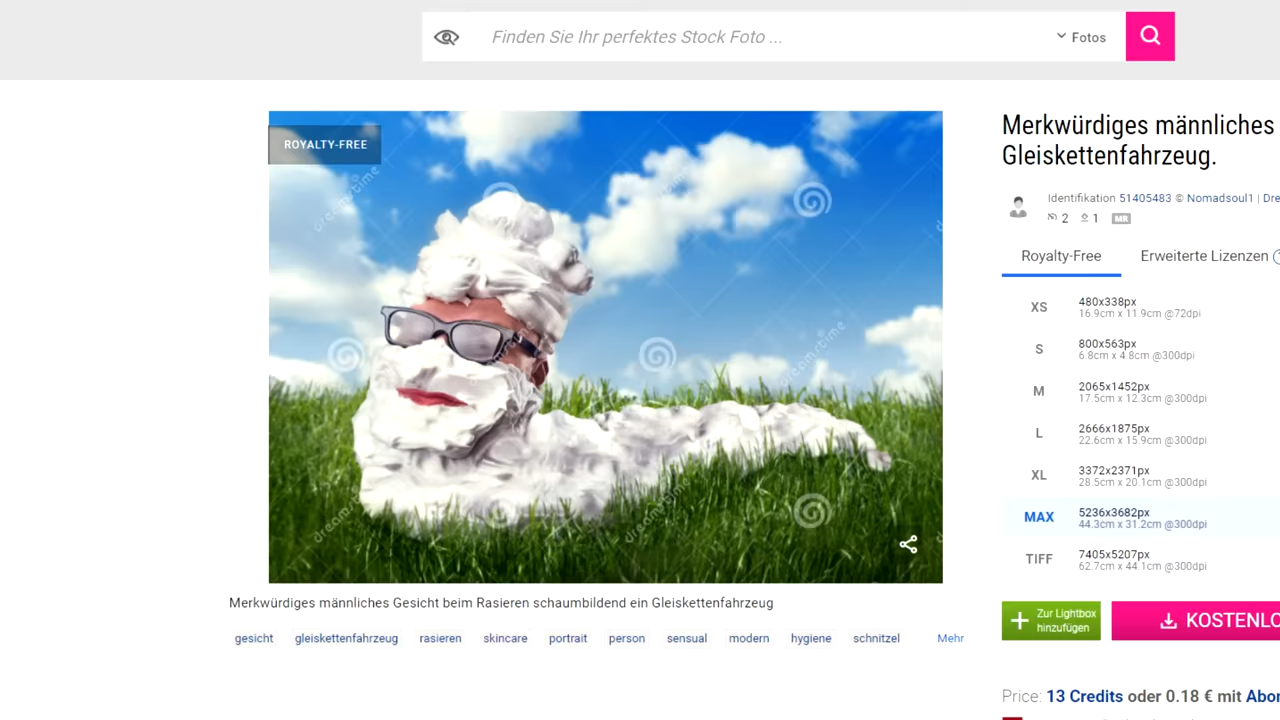 Finden Sie Ihr perfektes Stock Foto ...
Fotos
ROYALTY-FREE
dreamstime
Merkwürdiges männliches
Gleiskettenfahrzeug.
Identifikation 51405483 © Nomadsoul1 | Dre
2 1 MR
Royalty-Free Erweiterte Lizenzen
XS 480x338px
16.9cm x 11.9cm @72dpi
S 800x563px
6.8cm x 4.8cm @300dpi
M 2065x1452px
17.5cm x 12.3cm @300dpi
L 2666x1875px
22.6cm x 15.9cm @300dpi
XL 3372x2371px
28.5cm x 20.1cm @300dpi
MAX 5236x3682px
44.3cm x 31.2cm @300dpi
TIFF 7405x5207px
62.7cm x 44.1cm @300dpi
Merkwürdiges männliches Gesicht beim Rasieren schaumbildend ein Gleiskettenfahrzeug
gesicht gleiskettenfahrzeug rasieren skincare portrait person sensual modern hygiene schnitzel Mehr
Zur Lightbox
hinzufügen
KOSTENLO
Price: 13 Credits oder 0.18 € mit Abon